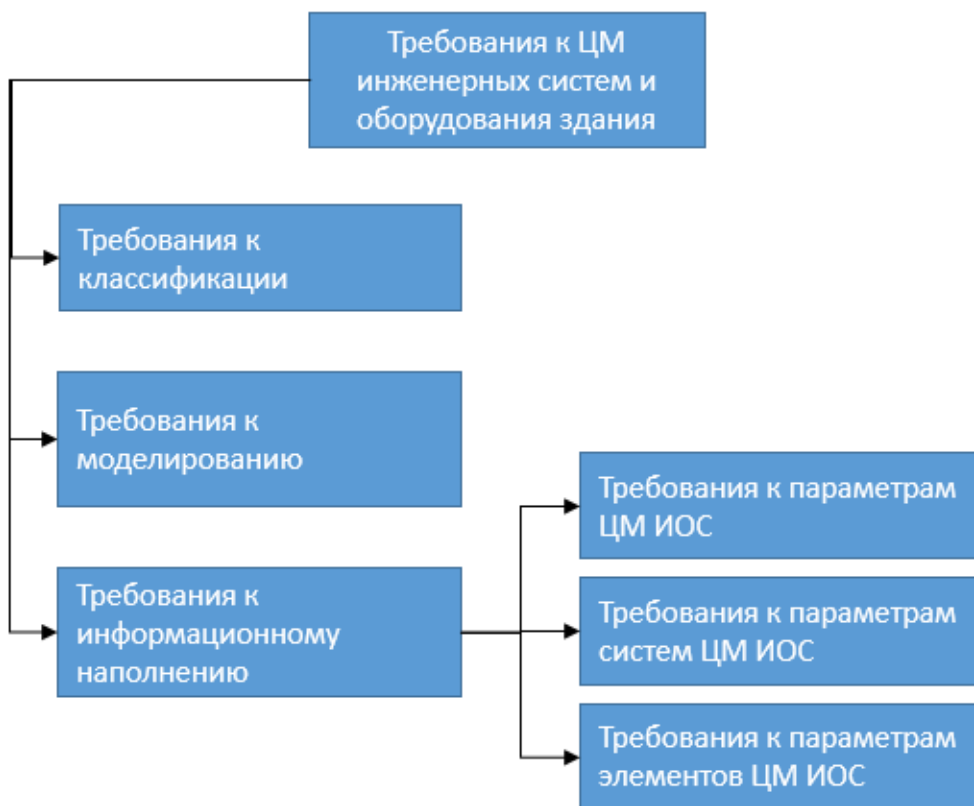 Требования к ЦМ
инженерных систем и
оборудования здания
Требования к
классификации
Требования к
моделированию
Требования к
информационному
наполнению
Требования к параметрам
ЦМ ИОС
Требования к параметрам
систем ЦМ ИОС
Требования к параметрам
элементов ЦМ ИОС